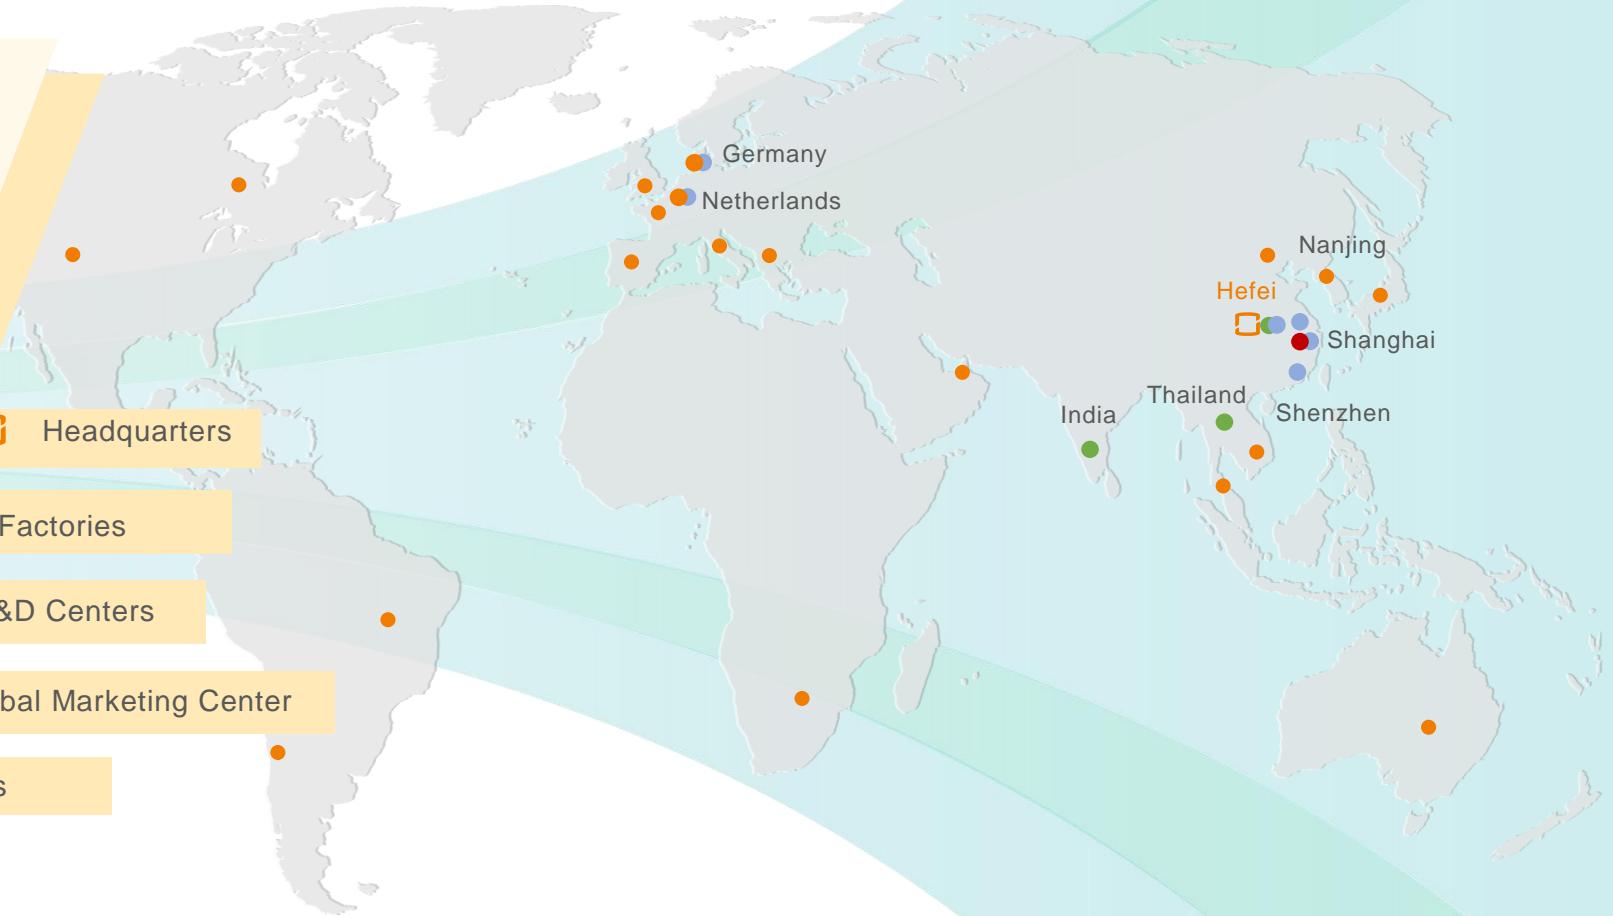 Germany
Netherlands
Nanjing
Hefei
Shanghai
Thailand
India
Shenzhen
Headquarters
Factories
&D Centers
bal Marketing Center
s